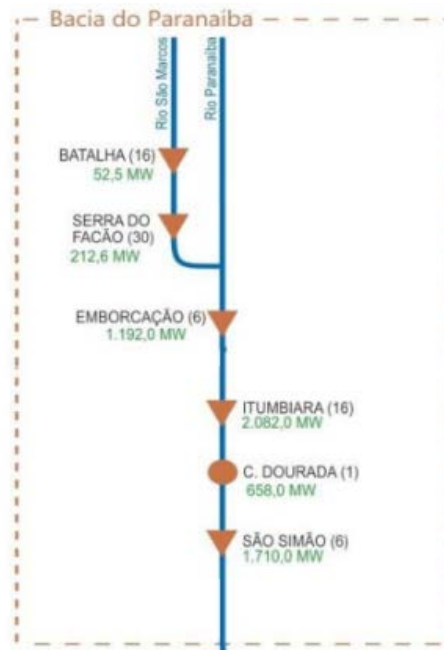 Bacia do Paranaiba
Rio São Marcos
Rio Paranaíba
BATALHA (16)
52,5 MW
SERRA DO
FACÃO (30)
212,6 MW
EMBORCAÇÃO (6)
1.192,0 MW
ITUMBIARA (16)
2.082,0 MW
C. DOURADA (1)
658,0 MW
SÃO SIMÃO (6)
1.710,0 MW